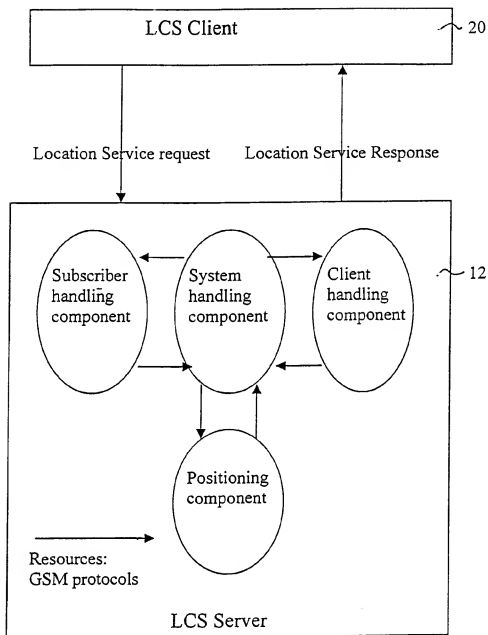 LCS Client
20
Location Service request
Location Service Response
12
Subscriber
handling
component
System
handling
component
Client
handling
component
Positioning
component
Resources:
GSM protocols
LCS Server